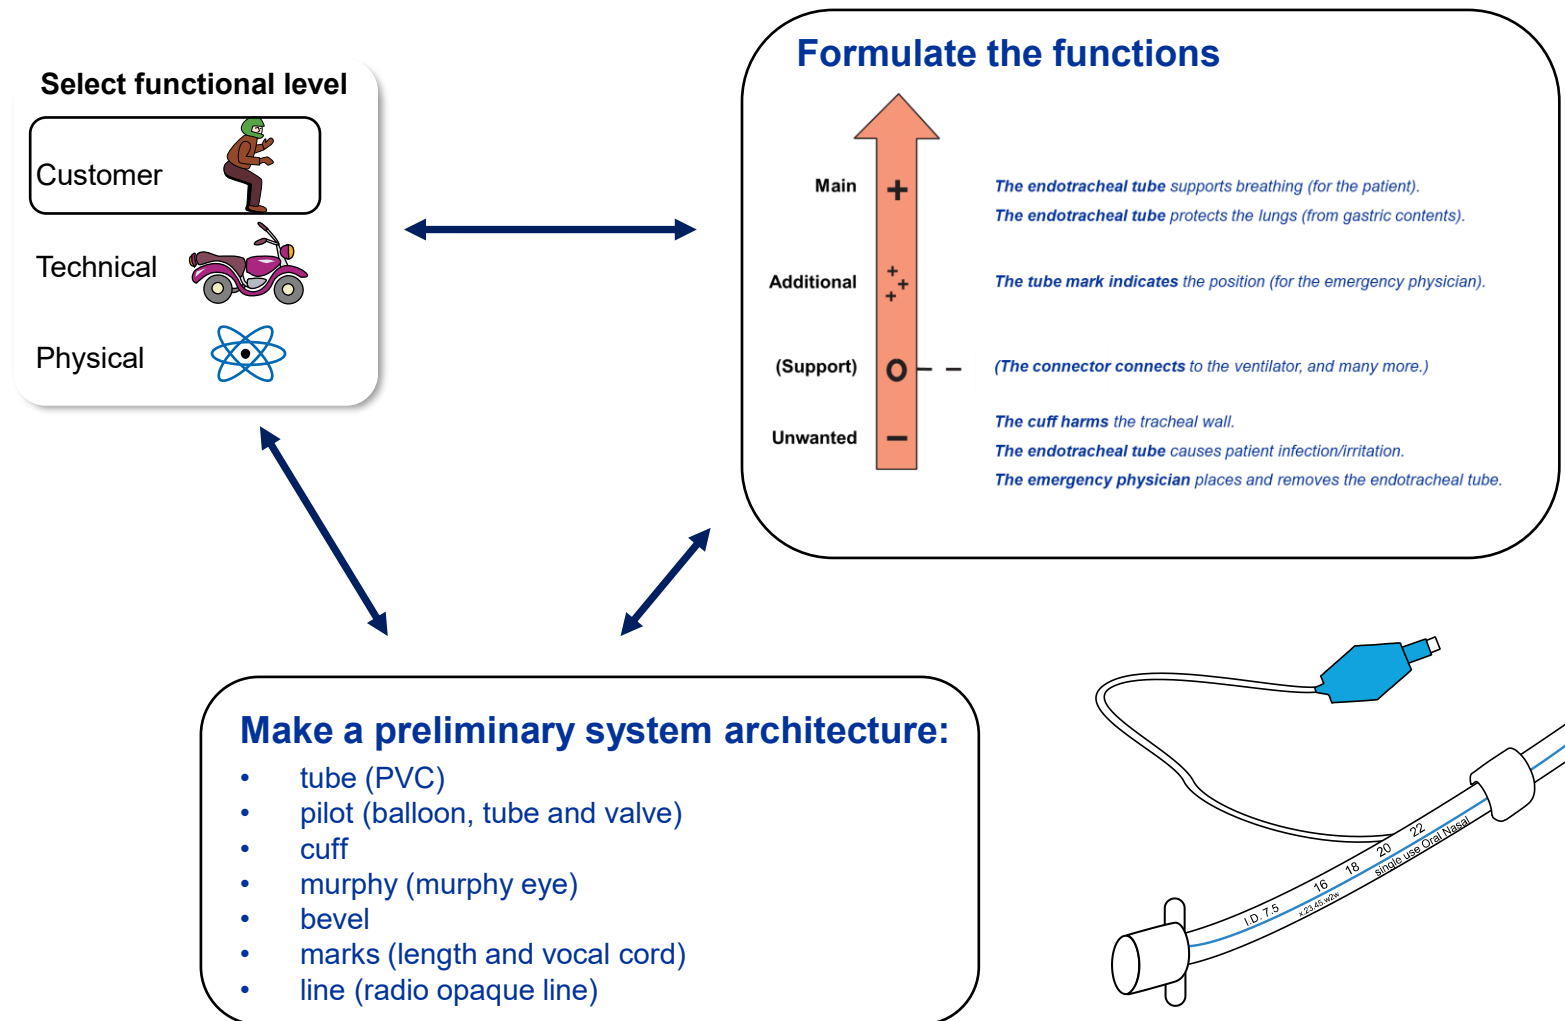 Select functional level
Customer
Technical
Physical
Formulate the functions
Main
+
The endotracheal tube supports breathing (for the patient).
The endotracheal tube protects the lungs (from gastric contents).
Additional
+
+
+
The tube mark indicates the position (for the emergency physician).
(Support)
O
(The connector connects to the ventilator, and many more.)
Unwanted
–
The cuff harms the tracheal wall.
The endotracheal tube causes patient infection/irritation.
The emergency physician places and removes the endotracheal tube.
Make a preliminary system architecture:
• tube (PVC)
• pilot (balloon, tube and valve)
• cuff
• murphy (murphy eye)
• bevel
• marks (length and vocal cord)
• line (radio opaque line)
I.D. 7.5 16 18 20 22
x.23.45.w2w single use Oral Nasal